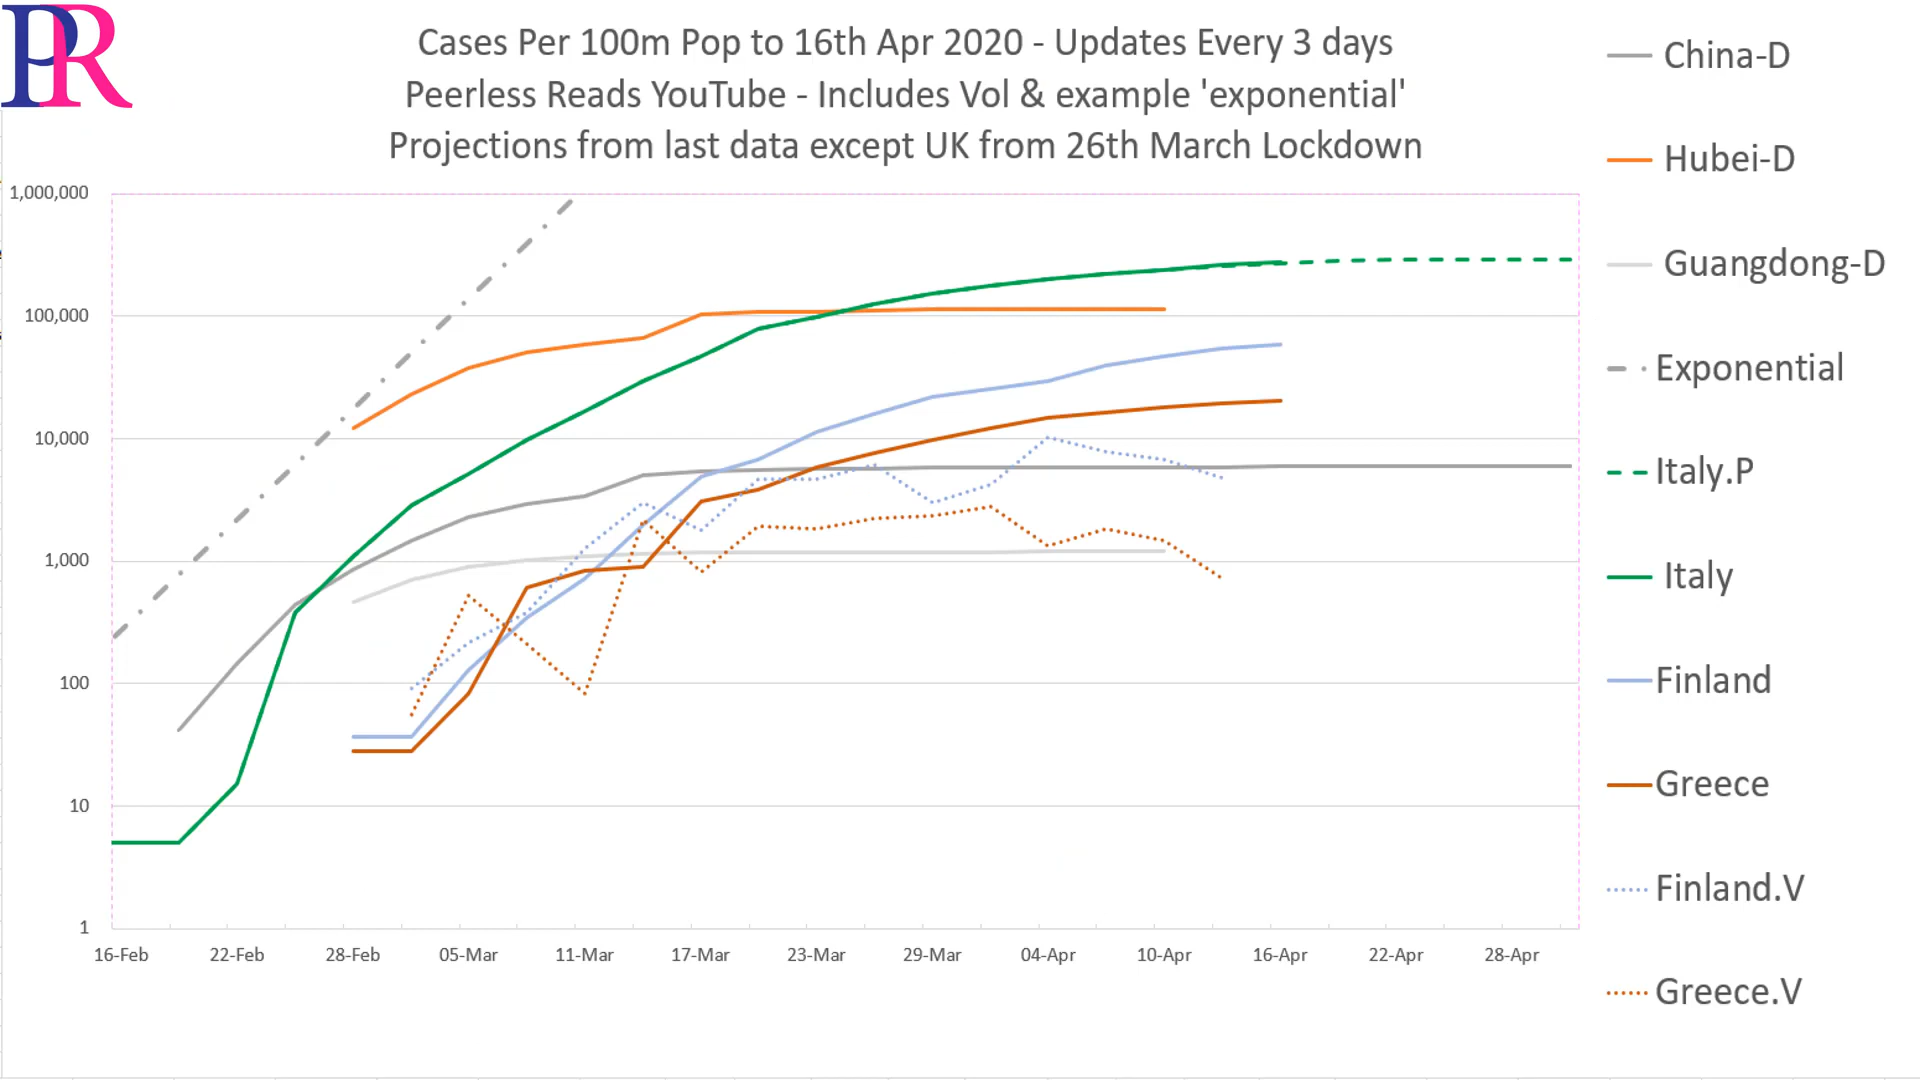 PR
Cases Per 100m Pop to 16th Apr 2020 - Updates Every 3 days
Peerless Reads YouTube - Includes Vol & example 'exponential'
Projections from last data except UK from 26th March Lockdown
1,000,000
100,000
10,000
1,000
100
10
1
16-Feb
22-Feb
28-Feb
05-Mar
11-Mar
17-Mar
23-Mar
29-Mar
04-Apr
10-Apr
16-Apr
22-Apr
28-Apr
China-D
Hubei-D
Guangdong-D
Exponential
Italy.P
Italy
Finland
Greece
Finland.V
Greece.V